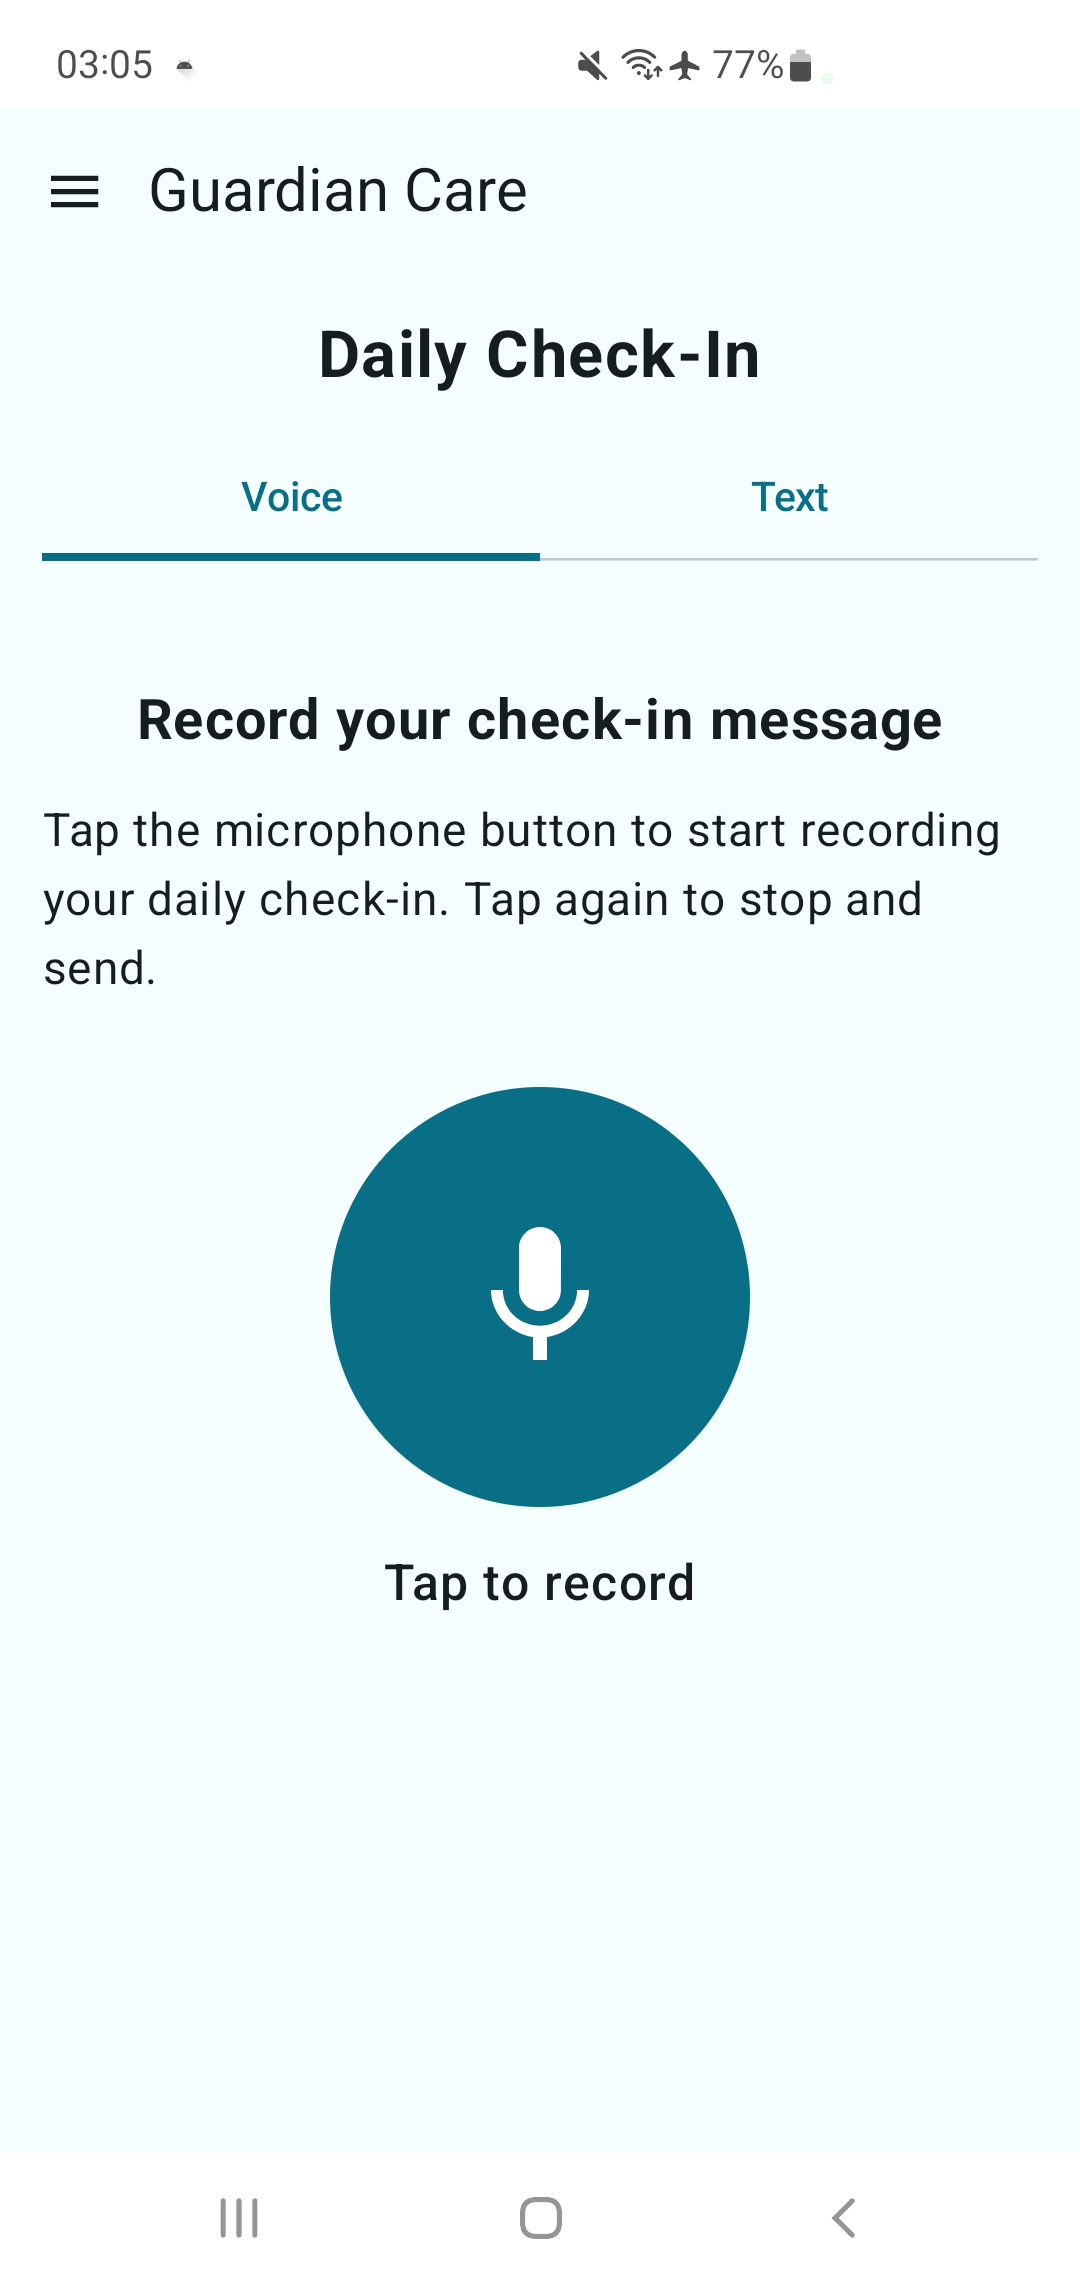 03:05
77%
Guardian Care
Daily Check-In
Voice
Text
Record your check-in message
Tap the microphone button to start recording
your daily check-in. Tap again to stop and
send.
Tap to record